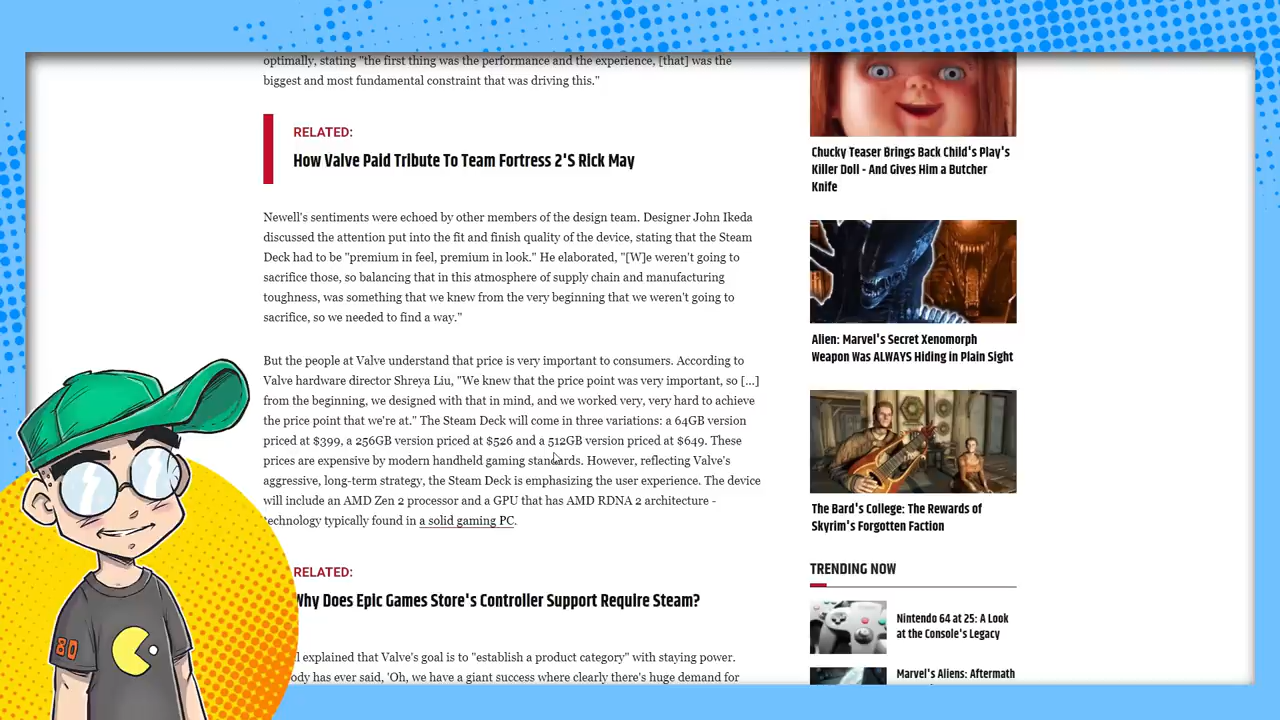 optimally, stating "the first thing was the performance and the experience, [that] was the
biggest and most fundamental constraint that was driving this."
RELATED:
How Valve Paid Tribute To Team Fortress 2'S Rick May
Newell's sentiments were echoed by other members of the design team. Designer John Ikeda
discussed the attention put into the fit and finish quality of the device, stating that the Steam
Deck had to be "premium in feel, premium in look." He elaborated, "[W]e weren't going to
sacrifice those, so balancing that in this atmosphere of supply chain and manufacturing
toughness, was something that we knew from the very beginning that we weren't going to
sacrifice, so we needed to find a way."
But the people at Valve understand that price is very important to consumers. According to
Valve hardware director Shreya Liu, "We knew that the price point was very important, so [...]
from the beginning, we designed with that in mind, and we worked very, very hard to achieve
the price point that we're at." The Steam Deck will come in three variations: a 64GB version
priced at $399, a 256GB version priced at $526 and a 512GB version priced at $649. These
prices are expensive by modern handheld gaming standards. However, reflecting Valve's
aggressive, long-term strategy, the Steam Deck is emphasizing the user experience. The device
will include an AMD Zen 2 processor and a GPU that has AMD RDNA 2 architecture -
technology typically found in a solid gaming PC.
RELATED:
Why Does Epic Games Store's Controller Support Require Steam?
explained that Valve's goal is to "establish a product category" with staying power.
has ever said, 'Oh, we have a giant success where clearly there's huge demand for
Chucky Teaser Brings Back Child's Play's
Killer Doll - And Gives Him a Butcher
Knife
Alien: Marvel's Secret Xenomorph
Weapon Was ALWAYS Hiding in Plain Sight
The Bard's College: The Rewards of
Skyrim's Forgotten Faction
TRENDING NOW
Nintendo 64 at 25: A Look
at the Console's Legacy
Marvel's Aliens: Aftermath
80